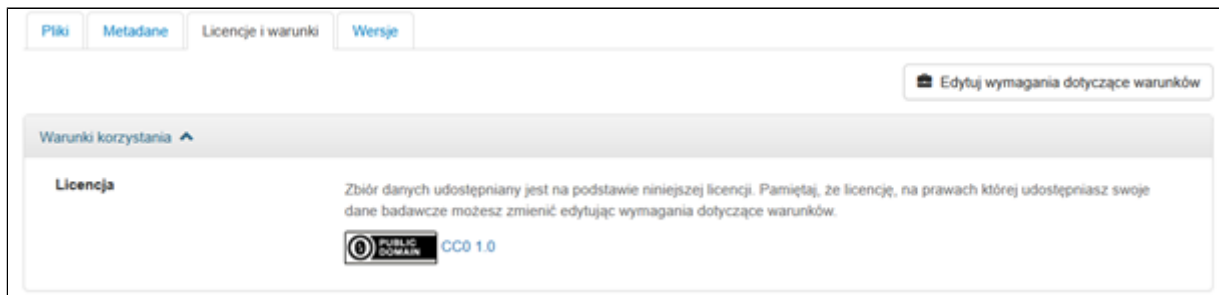 Pliki Metadane Licencje i warunki Wersje
Edytuj wymagania dotyczące warunków
Warunki korzystania
Licencja
Zbiór danych udostępniany jest na podstawie niniejszej licencji. Pamiętaj, że licencję, na prawach której udostępniasz swoje
dane badawcze możesz zmienić edytując wymagania dotyczące warunków.
PUBLIC
DOMAIN
CC0 1.0